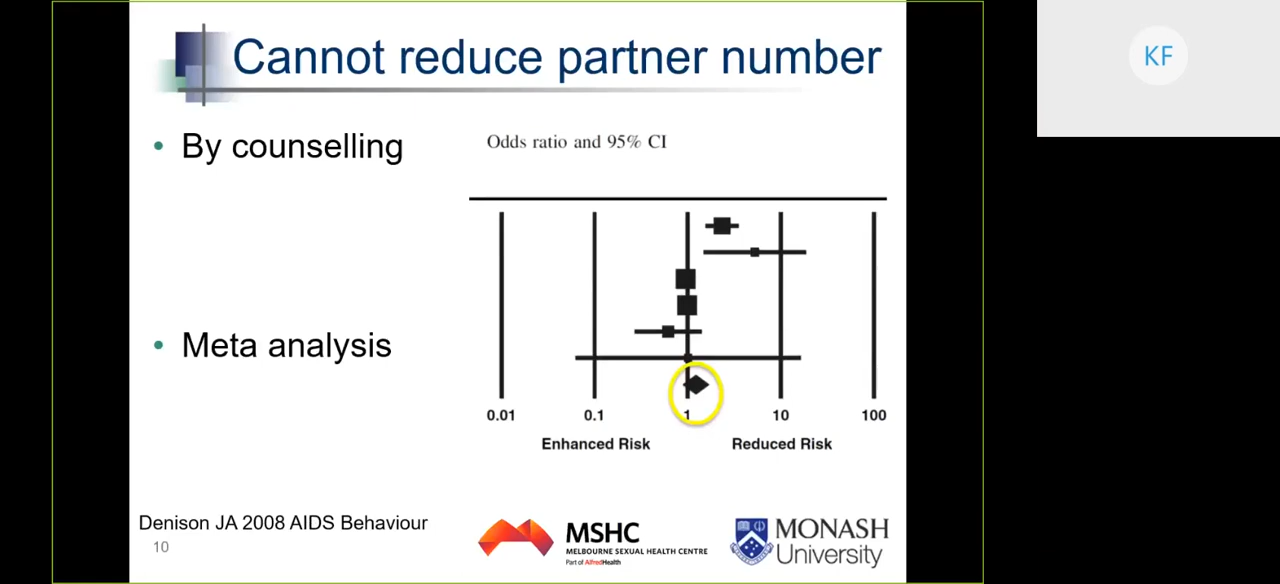 Cannot reduce partner number
KF
• By counselling
Odds ratio and 95% CI
• Meta analysis
0.01 0.1 1 10 100
Enhanced Risk Reduced Risk
Denison JA 2008 AIDS Behaviour
10
MSHC
MELBOURNE SEXUAL HEALTH CENTRE
Part of AlfredHealth
MONASH
University